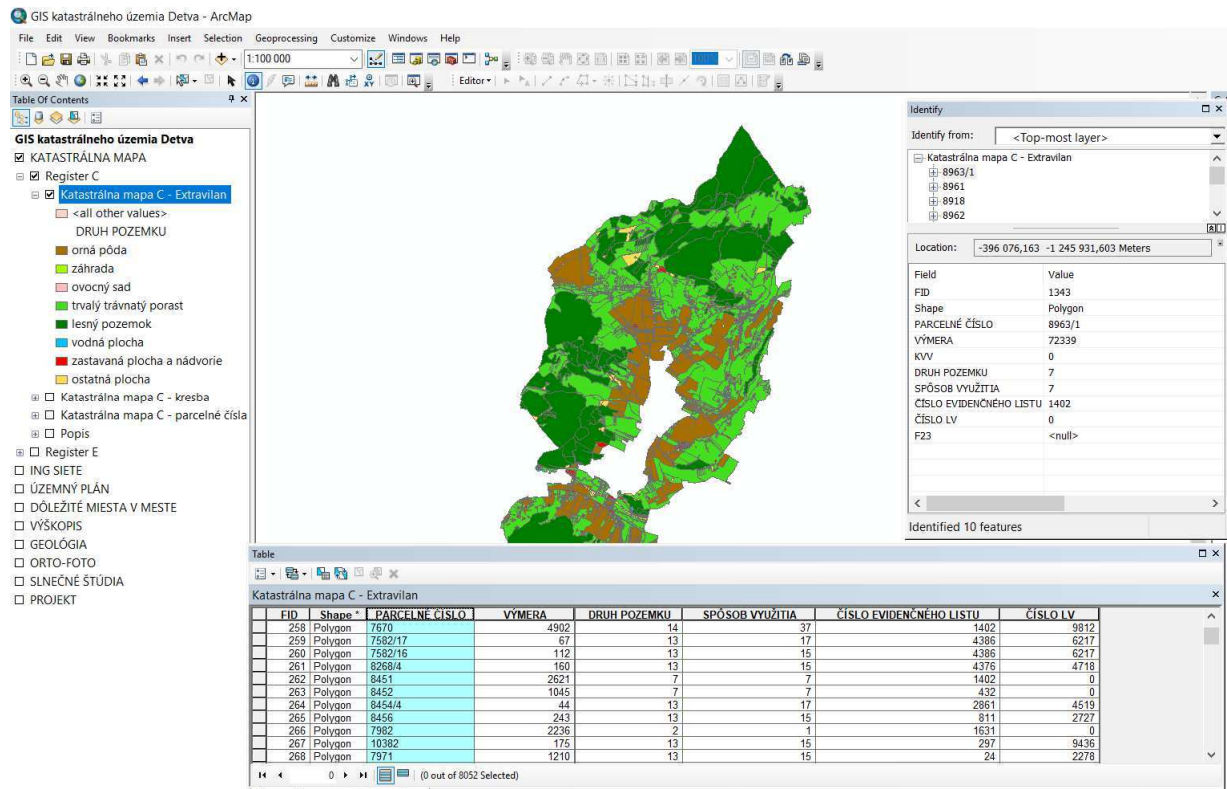 GIS katastrálneho územia Detva - ArcMap
File Edit View Bookmarks Insert Selection Geoprocessing Customize Windows Help
1:100 000
100%
Editor
Table Of Contents
GIS katastrálneho územia Detva
KATASTRÁLNA MAPA
Register C
Katastrálna mapa C - Extravilan
<all other values>
DRUH POZEMKU
orná pôda
záhrada
ovocný sad
trvalý trávnatý porast
lesný pozemok
vodná plocha
zastavaná plocha a nádvorie
ostatná plocha
Katastrálna mapa C - kresba
Katastrálna mapa C - parcelné čísla
Popis
Register E
ING SIETE
ÚZEMNÝ PLÁN
DÔLEŽITÉ MIESTA V MESTE
VÝŠKOPIS
GEOLÓGIA
ORTO-FOTO
SLNEČNÉ ŠTÚDIA
PROJEKT
Identify
Identify from: <Top-most layer>
Katastrálna mapa C - Extravilan
8963/1
8961
8918
8962
Location: -396 076,163 -1 245 931,603 Meters
Field Value
FID 1343
Shape Polygon
PARCELNÉ ČÍSLO 8963/1
VÝMERA 72339
KVV 0
DRUH POZEMKU 7
SPÔSOB VYUŽITIA 7
ČÍSLO EVIDENČNÉHO LISTU 1402
ČÍSLO LV 0
F23 <null>
Identified 10 features
Table
Katastrálna mapa C - Extravilan
FID Shape * PARCELNÉ ČÍSLO VÝMERA DRUH POZEMKU SPÔSOB VYUŽITIA ČÍSLO EVIDENČNÉHO LISTU ČÍSLO LV
258 Polygon 7670 4902 14 37 1402 9812
259 Polygon 7582/17 67 13 17 4386 6217
260 Polygon 7582/16 112 13 15 4386 6217
261 Polygon 8268/4 160 13 15 4376 4718
262 Polygon 8451 2621 7 7 1402 0
263 Polygon 8452 1045 7 7 432 0
264 Polygon 8454/4 44 13 17 2861 4519
265 Polygon 8456 243 13 15 811 2727
266 Polygon 7982 2236 2 1 1631 0
267 Polygon 10382 175 13 15 297 9436
268 Polygon 7971 1210 13 15 24 2278
0 (0 out of 8052 Selected)